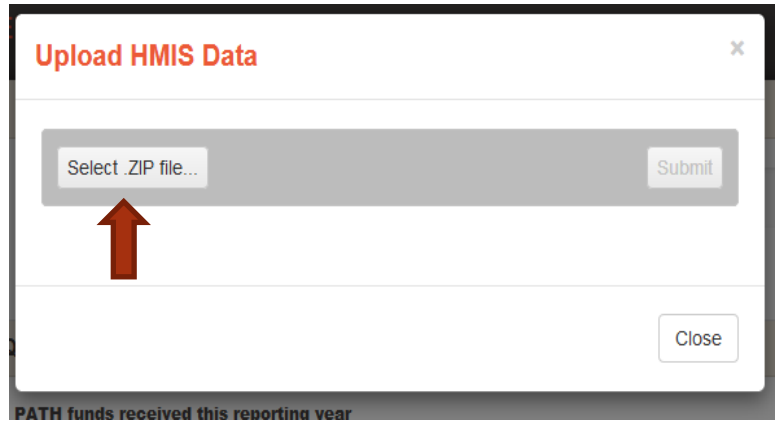 Upload HMIS Data
×
Select .ZIP file...
Submit
Close
PATH funds received this reporting year